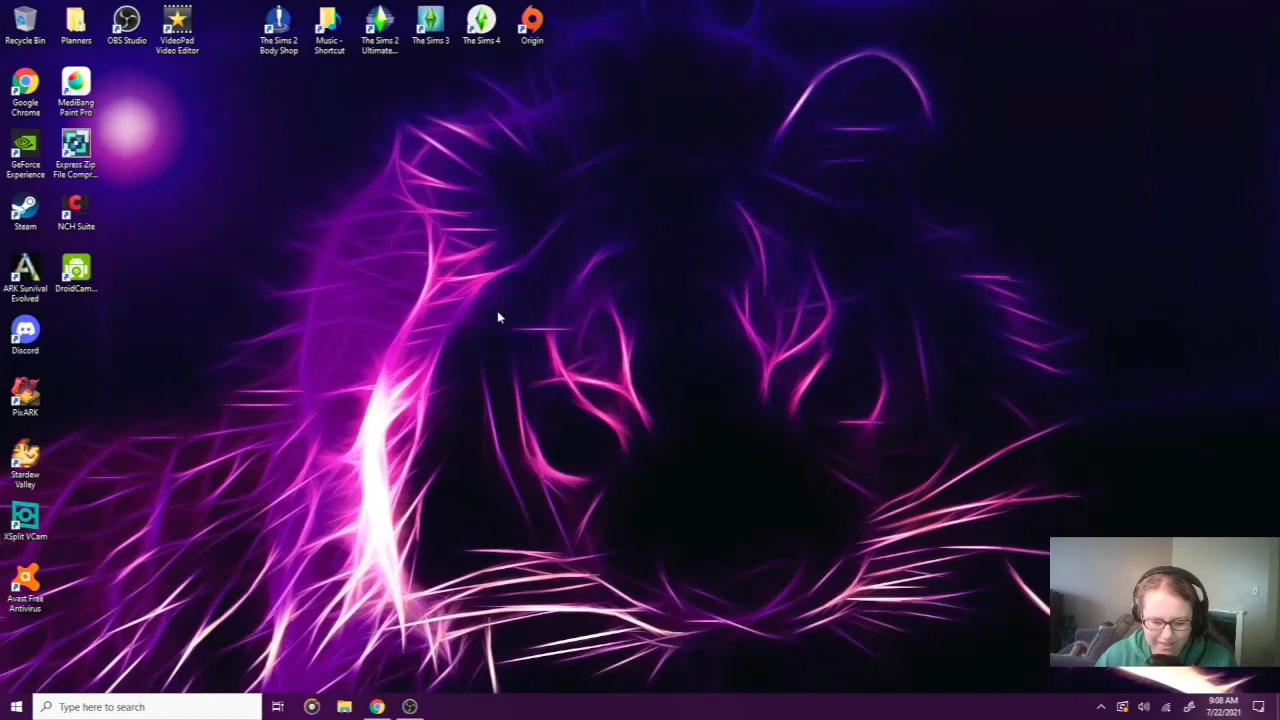 Recycle Bin
Planners
OBS Studio
VideoPad
Video Editor
The Sims 2
Body Shop
Music -
Shortcut
The Sims 2
Ultimate...
The Sims 3
The Sims 4
Origin
Google
Chrome
MediBang
Paint Pro
GeForce
Experience
Express Zip
File Compr...
Steam
NCH Suite
ARK Survival
Evolved
DroidCam...
Discord
PixARK
Stardew
Valley
XSplit VCam
Avast Free
Antivirus
Type here to search
9:08 AM
7/22/2021